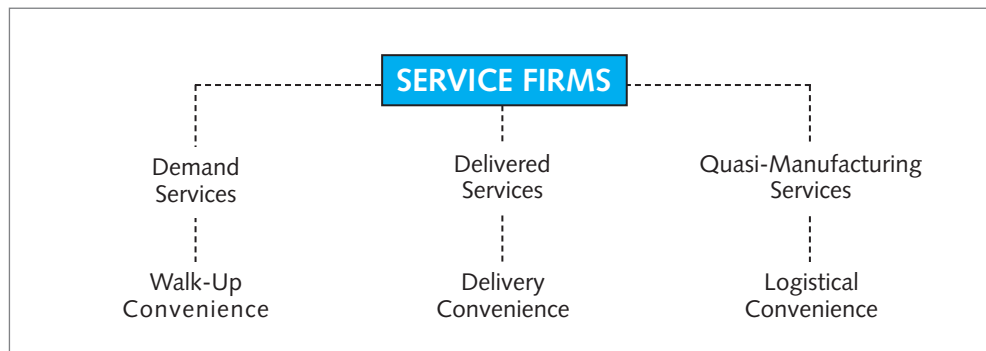 SERVICE FIRMS
Demand
Services
Delivered
Services
Quasi-Manufacturing
Services
Walk-Up
Convenience
Delivery
Convenience
Logistical
Convenience